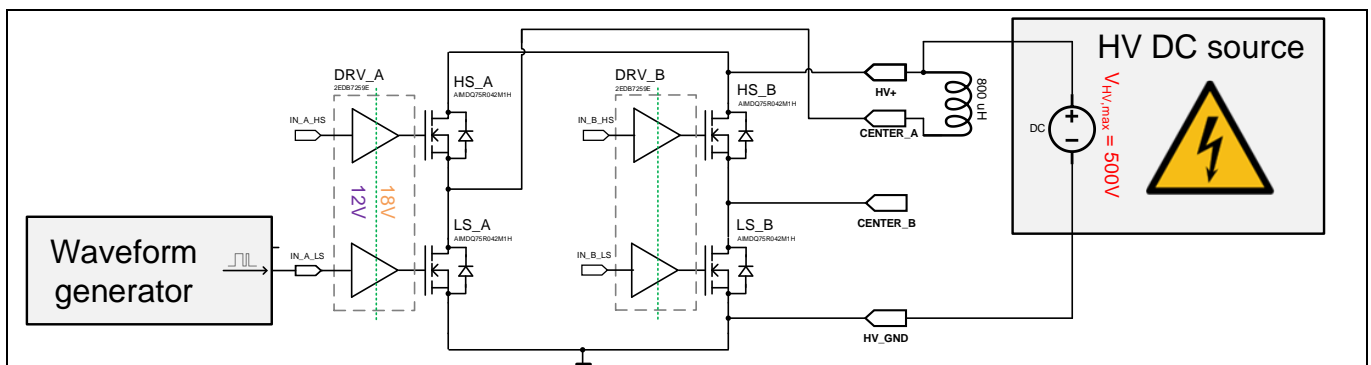 HV DC source
DRV_A
2EDB7259E
HS_A
AIMDQ75R042M1H
DRV_B
2EDB7259E
HS_B
AIMDQ75R042M1H
HV+
800 uH
IN_A_HS
IN_B_HS
CENTER_A
DC
VHV,max = 500V
12V
18V
LS_A
AIMDQ75R042M1H
LS_B
AIMDQ75R042M1H
CENTER_B
Waveform
generator
IN_A_LS
IN_B_LS
HV_GND